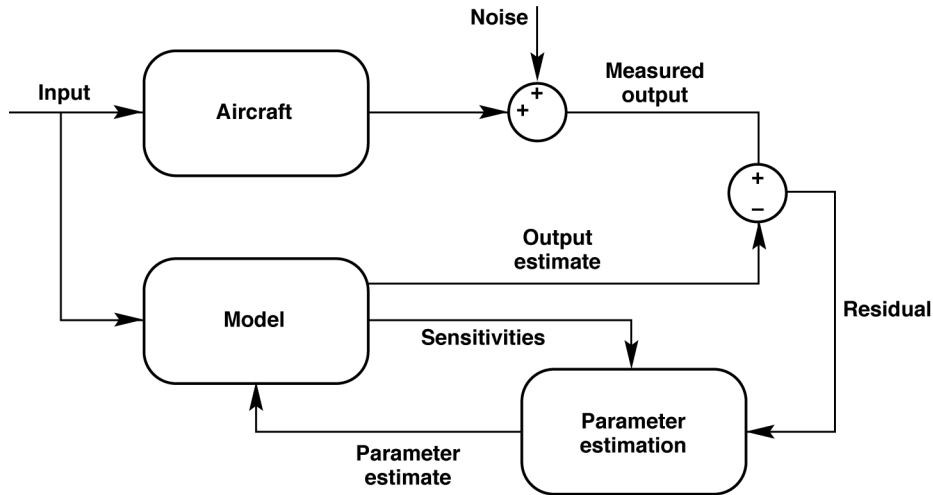 Noise
Input
Aircraft
+
+
Measured
output
+
–
Output
estimate
Model
Sensitivities
Residual
Parameter
estimation
Parameter
estimate